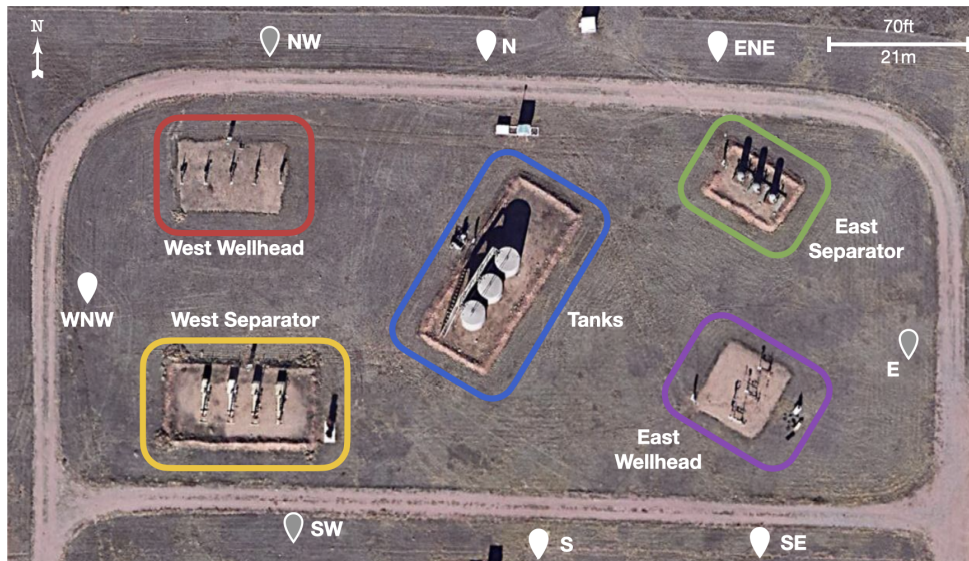 N
NW
N
ENE
70ft
21m
West Wellhead
East
Separator
WNW
West Separator
Tanks
E
East
Wellhead
SW
S
SE